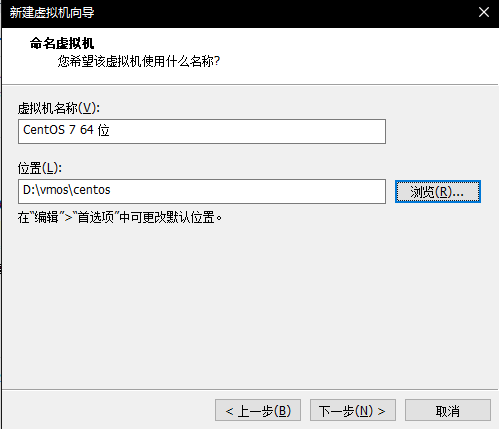 新建虚拟机向导
命名虚拟机
您希望该虚拟机使用什么名称?
虚拟机名称(V):
CentOS 7 64 位
位置(L):
D:\vmos\centos
浏览(R)...
在“编辑”>“首选项”中可更改默认位置。
< 上一步(B)
下一步(N) >
取消